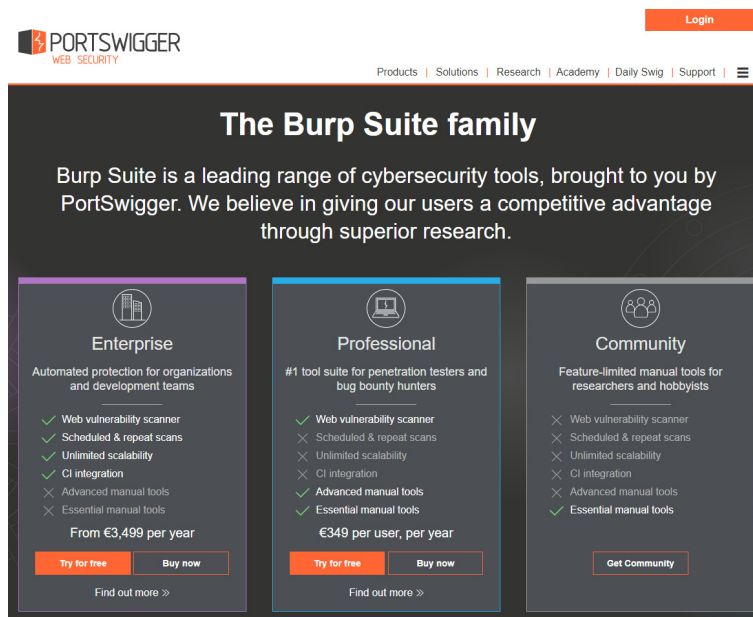 Login
PORTSWIGGER
WEB SECURITY
Products | Solutions | Research | Academy | Daily Swig | Support |
The Burp Suite family
Burp Suite is a leading range of cybersecurity tools, brought to you by
PortSwigger. We believe in giving our users a competitive advantage
through superior research.
Enterprise
Automated protection for organizations
and development teams
Web vulnerability scanner
Scheduled & repeat scans
Unlimited scalability
CI integration
Advanced manual tools
Essential manual tools
From €3,499 per year
Try for free
Buy now
Find out more »
Professional
#1 tool suite for penetration testers and
bug bounty hunters
Web vulnerability scanner
Scheduled & repeat scans
Unlimited scalability
CI integration
Advanced manual tools
Essential manual tools
€349 per user, per year
Try for free
Buy now
Find out more »
Community
Feature-limited manual tools for
researchers and hobbyists
Web vulnerability scanner
Scheduled & repeat scans
Unlimited scalability
CI integration
Advanced manual tools
Essential manual tools
Get Community